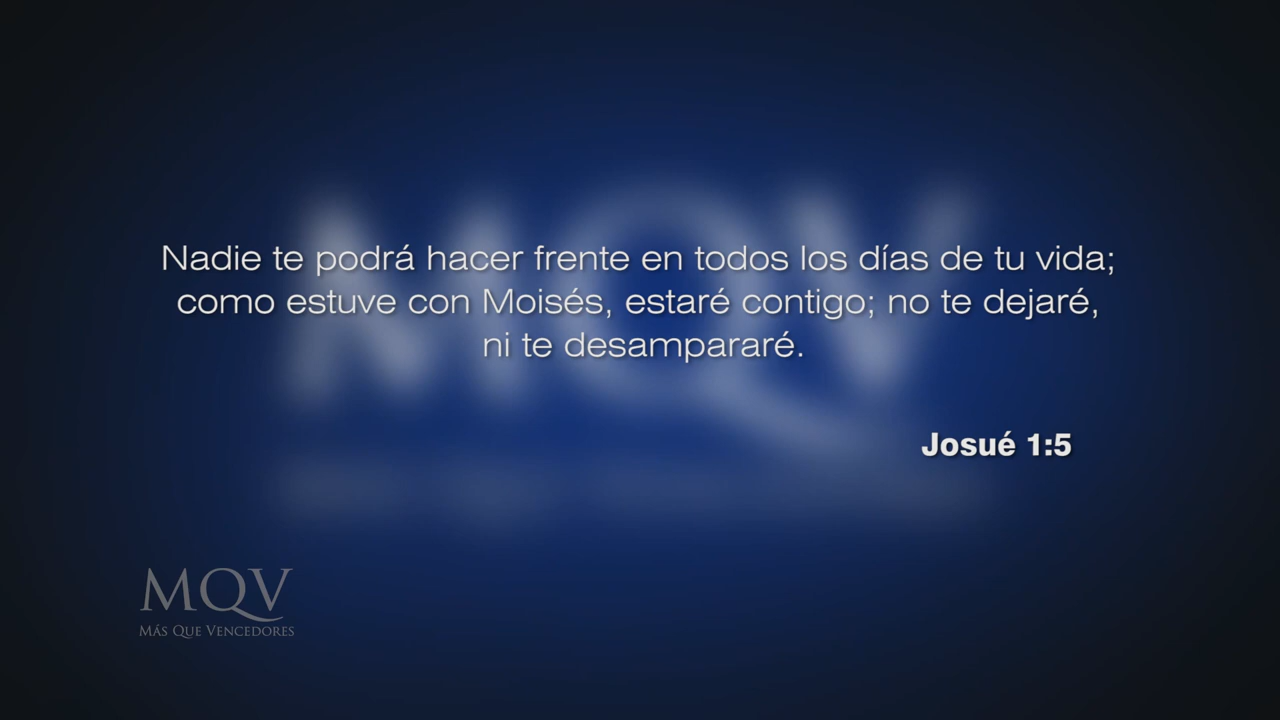 Nadie te podrá hacer frente en todos los días de tu vida;
como estuve con Moisés, estaré contigo; no te dejaré,
ni te desampararé.
Josué 1:5
MQV
MÁS QUE VENCEDORES